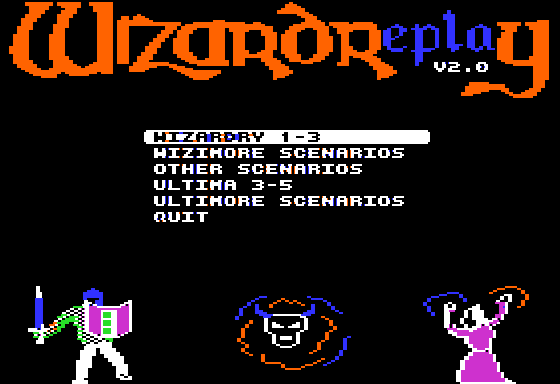 Wizardreplay
V2.0
WIZARDRY 1-3
WIZIMORE SCENARIOS
OTHER SCENARIOS
ULTIMA 3-5
ULTIMORE SCENARIOS
QUIT